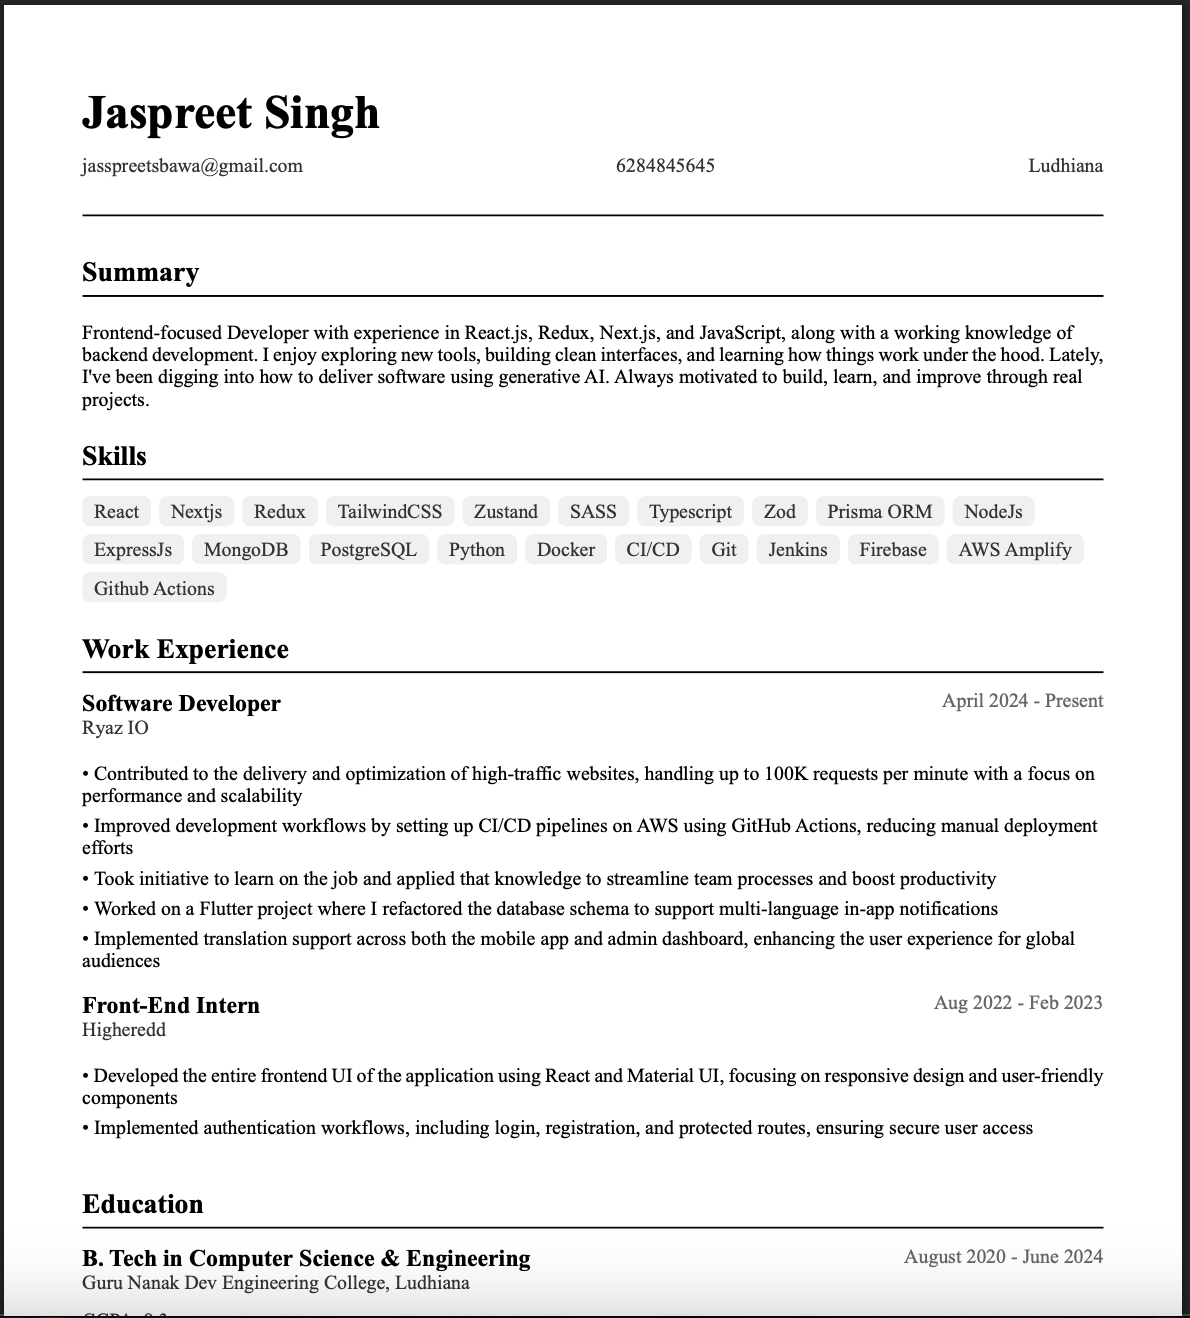 Jaspreet Singh
jasspreetsbawa@gmail.com 6284845645 Ludhiana
Summary
Frontend-focused Developer with experience in React.js, Redux, Next.js, and JavaScript, along with a working knowledge of
backend development. I enjoy exploring new tools, building clean interfaces, and learning how things work under the hood. Lately,
I've been digging into how to deliver software using generative AI. Always motivated to build, learn, and improve through real
projects.
Skills
React Nextjs Redux TailwindCSS Zustand SASS Typescript Zod Prisma ORM NodeJs
ExpressJs MongoDB PostgreSQL Python Docker CI/CD Git Jenkins Firebase AWS Amplify
Github Actions
Work Experience
Software Developer April 2024 - Present
Ryaz IO
• Contributed to the delivery and optimization of high-traffic websites, handling up to 100K requests per minute with a focus on
performance and scalability
• Improved development workflows by setting up CI/CD pipelines on AWS using GitHub Actions, reducing manual deployment
efforts
• Took initiative to learn on the job and applied that knowledge to streamline team processes and boost productivity
• Worked on a Flutter project where I refactored the database schema to support multi-language in-app notifications
• Implemented translation support across both the mobile app and admin dashboard, enhancing the user experience for global
audiences
Front-End Intern Aug 2022 - Feb 2023
Higheredd
• Developed the entire frontend UI of the application using React and Material UI, focusing on responsive design and user-friendly
components
• Implemented authentication workflows, including login, registration, and protected routes, ensuring secure user access
Education
B. Tech in Computer Science & Engineering August 2020 - June 2024
Guru Nanak Dev Engineering College, Ludhiana